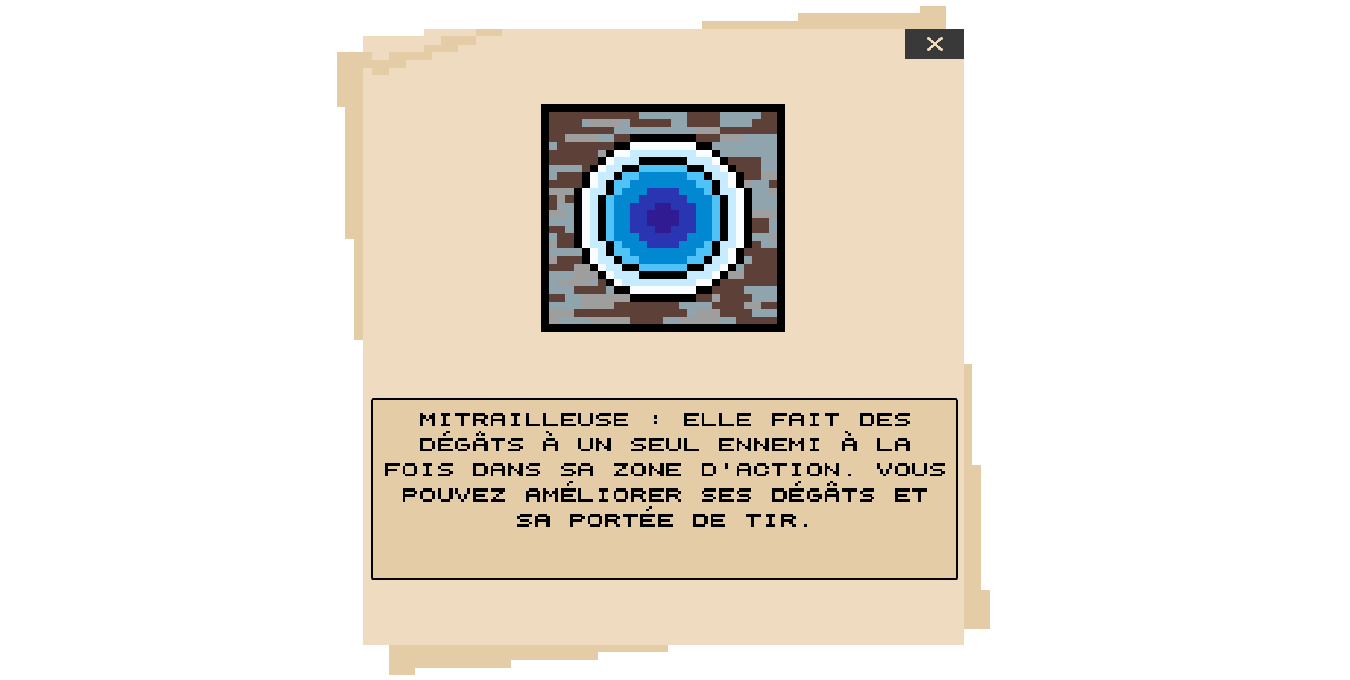 MITRAILLEUSE : ELLE FAIT DES
DÉGÂTS À UN SEUL ENNEMI À LA
FOIS DANS SA ZONE D'ACTION. VOUS
POUVEZ AMÉLIORER SES DÉGÂTS ET
SA PORTÉE DE TIR.